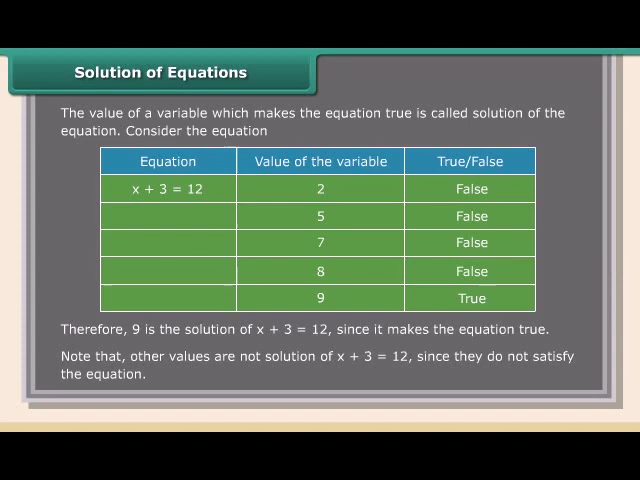 Solution of Equations
The value of a variable which makes the equation true is called solution of the
equation. Consider the equation
Equation Value of the variable True/False
x + 3 = 12 2 False
5 False
7 False
8 False
9 True
Therefore, 9 is the solution of x + 3 = 12, since it makes the equation true.
Note that, other values are not solution of x + 3 = 12, since they do not satisfy
the equation.